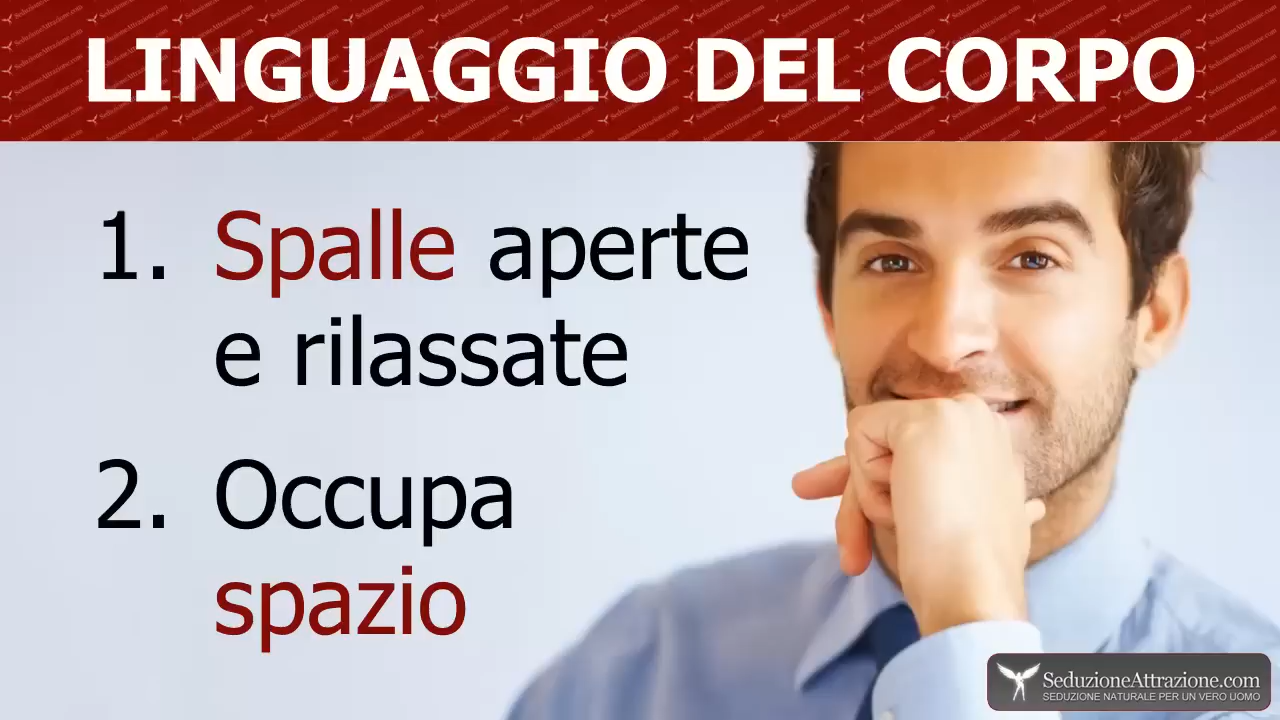 LINGUAGGIO DEL CORPO
1. Spalle aperte
e rilassate
2. Occupa
spazio
SeduzioneAttrazione.com
SEDUZIONE NATURALE PER UN VERO UOMO